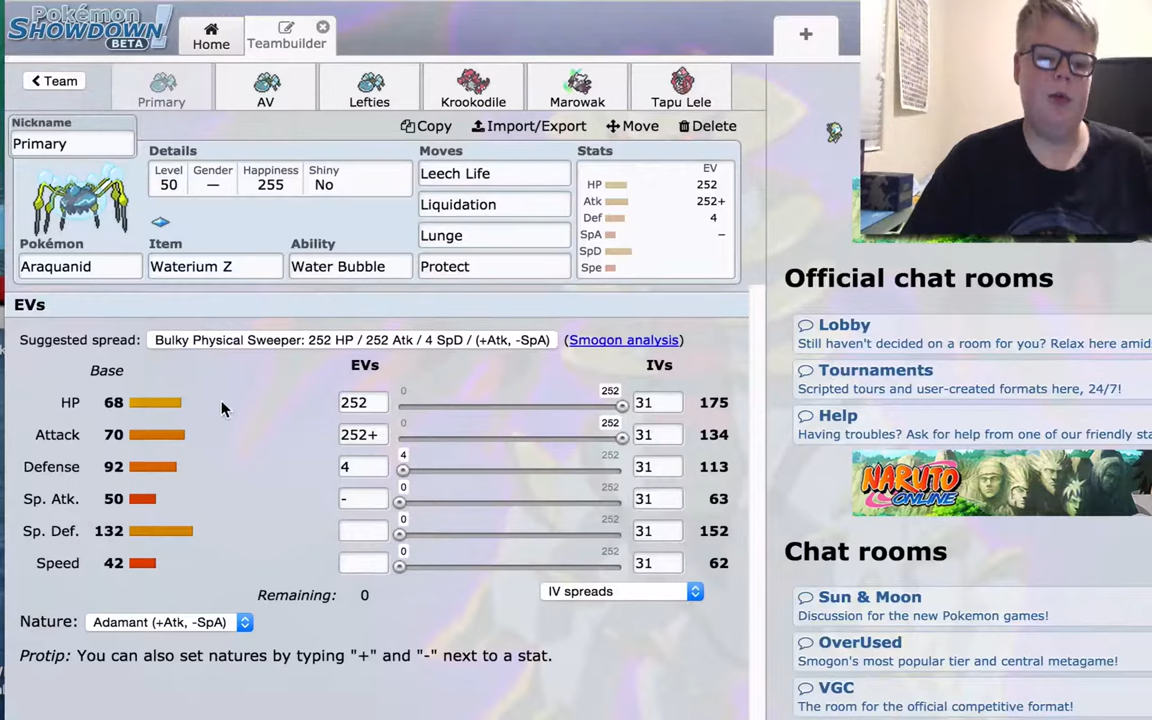 Pokémon
SHOWDOWN!
BETA
Home
Teambuilder
+
< Team
Primary
AV
Lefties
Krookodile
Marowak
Tapu Lele
Copy
Import/Export
Move
Delete
Nickname
Primary
Details
Level
50
Gender
—
Happiness
255
Shiny
No
Pokémon
Araquanid
Item
Waterium Z
Ability
Water Bubble
Moves
Leech Life
Liquidation
Lunge
Protect
Stats
EV
HP 252
Atk 252+
Def 4
SpA –
SpD
Spe
EVs
Suggested spread: Bulky Physical Sweeper: 252 HP / 252 Atk / 4 SpD / (+Atk, -SpA) (Smogon analysis)
Base EVs IVs
HP 68 252 0 252 31 175
Attack 70 252+ 0 252 31 134
Defense 92 4 4 252 31 113
Sp. Atk. 50 - 0 252 31 63
Sp. Def. 132 0 252 31 152
Speed 42 0 252 31 62
Remaining: 0
IV spreads
Nature: Adamant (+Atk, -SpA)
Protip: You can also set natures by typing "+" and "-" next to a stat.
Official chat rooms
Lobby
Still haven't decided on a room for you? Relax here amid
Tournaments
Scripted tours and user-created formats here, 24/7!
Help
Having troubles? Ask for help from one of our friendly sta
NARUTO
ONLINE
Chat rooms
Sun & Moon
Discussion for the new Pokemon games!
OverUsed
Smogon's most popular tier and central metagame!
VGC
The room for the official competitive format!